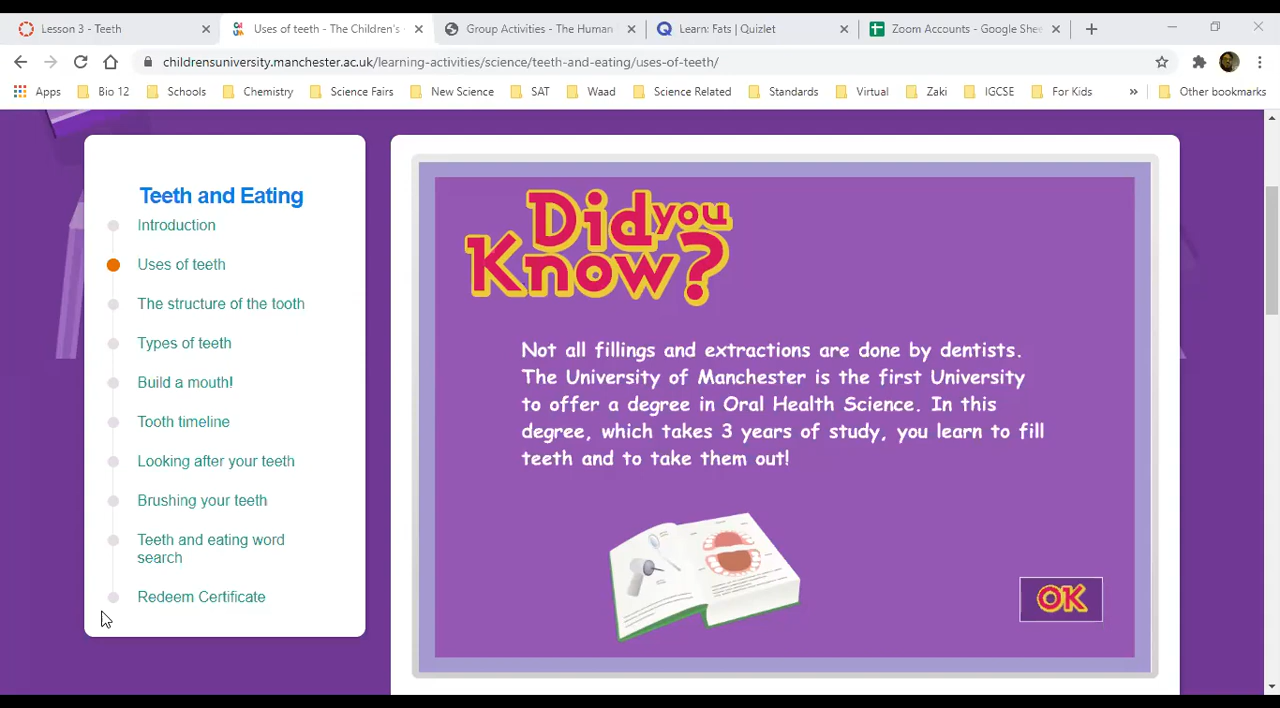 Lesson 3 - Teeth
Uses of teeth - The Children's
Group Activities - The Human
Learn: Fats | Quizlet
Zoom Accounts - Google She
childrensuniversity.manchester.ac.uk/learning-activities/science/teeth-and-eating/uses-of-teeth/
Apps
Bio 12
Schools
Chemistry
Science Fairs
New Science
SAT
Waad
Science Related
Standards
Virtual
Zaki
IGCSE
For Kids
»
Other bookmarks
Teeth and Eating
Introduction
Uses of teeth
The structure of the tooth
Types of teeth
Build a mouth!
Tooth timeline
Looking after your teeth
Brushing your teeth
Teeth and eating word
search
Redeem Certificate
Did you
Know?
Not all fillings and extractions are done by dentists.
The University of Manchester is the first University
to offer a degree in Oral Health Science. In this
degree, which takes 3 years of study, you learn to fill
teeth and to take them out!
OK